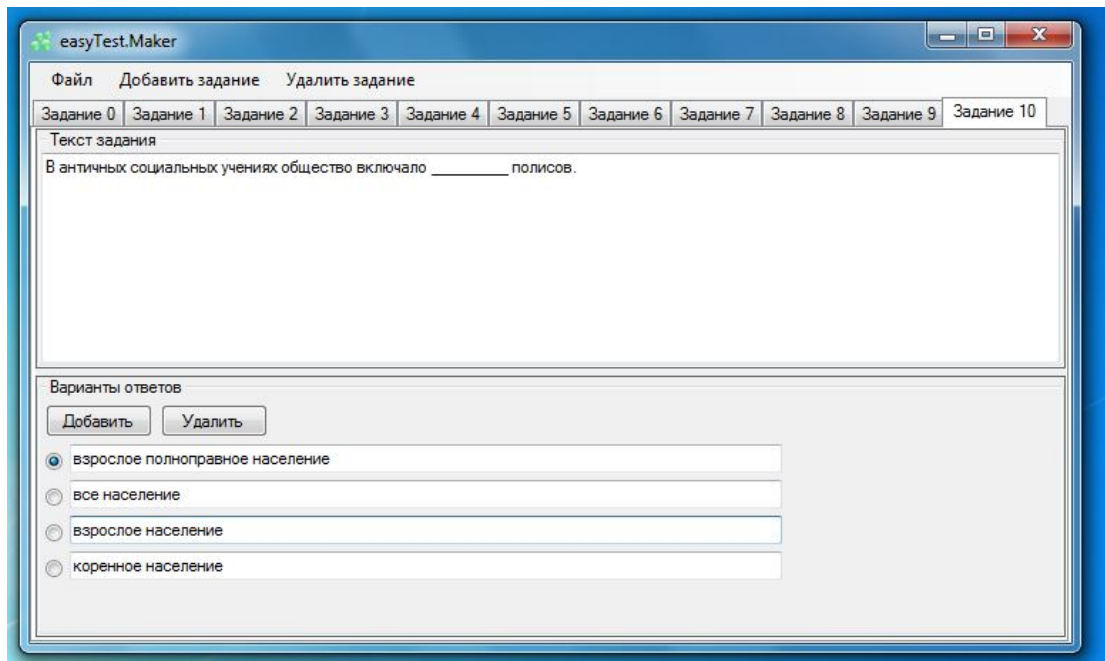 easyTest.Maker
Файл Добавить задание Удалить задание
Задание 0 Задание 1 Задание 2 Задание 3 Задание 4 Задание 5 Задание 6 Задание 7 Задание 8 Задание 9 Задание 10
Текст задания
В античных социальных учениях общество включало _________ полисов.
Варианты ответов
Добавить Удалить
взрослое полноправное население
все население
взрослое население
коренное население